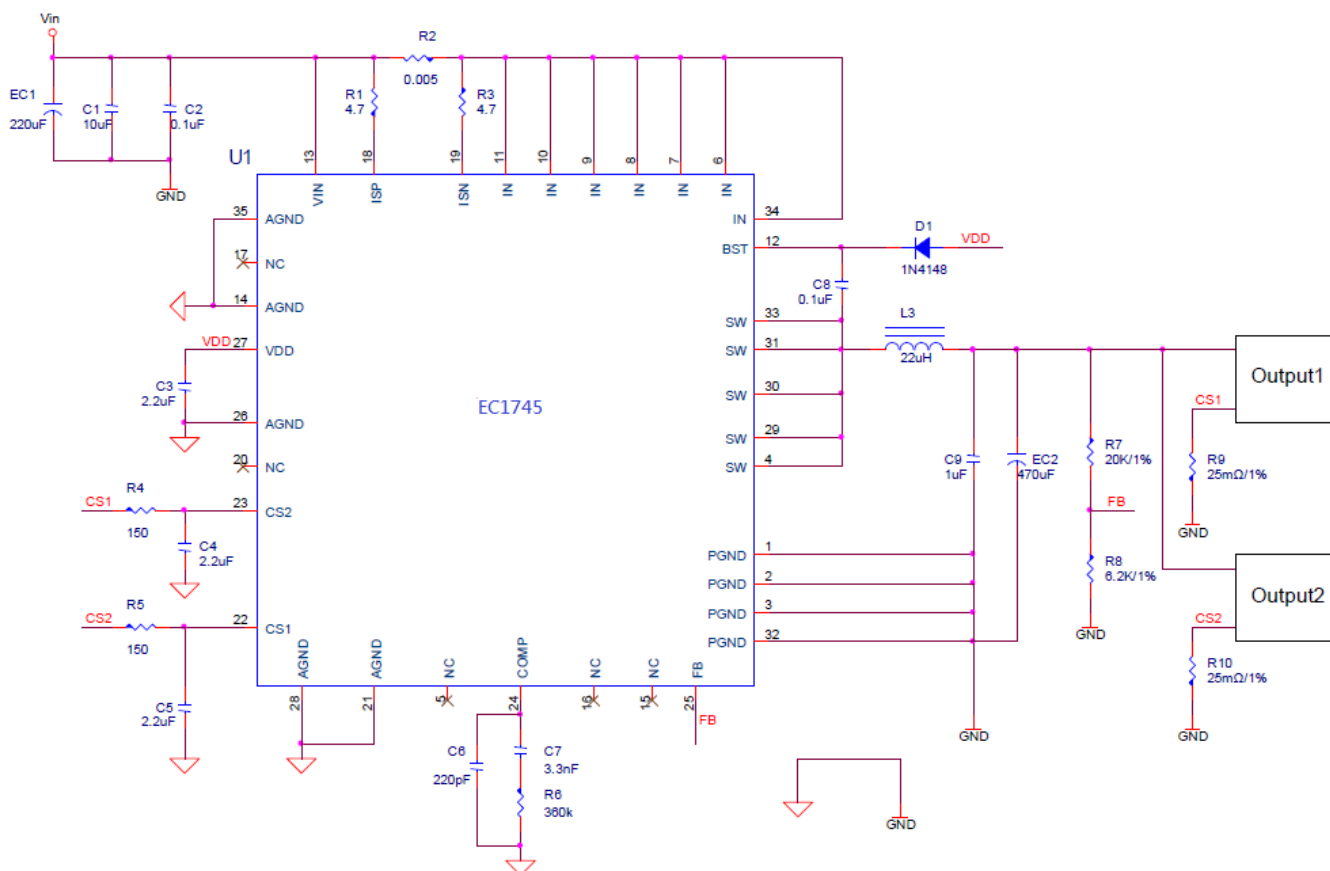 Vin
EC1
220uF
C1
10uF
C2
0.1uF
GND
R1
4.7
R2
0.005
R3
4.7
U1
13
18
19
11
10
9
8
7
6
VIN
ISP
ISN
IN
IN
IN
IN
IN
IN
35
AGND
17
NC
14
AGND
VDD
27
VDD
C3
2.2uF
26
AGND
20
NC
CS1
R4
150
23
CS2
C4
2.2uF
CS2
R5
150
22
CS1
C5
2.2uF
EC1745
IN
34
BST
12
D1
1N4148
VDD
C8
0.1uF
SW
33
SW
31
SW
30
SW
29
SW
4
L3
22uH
PGND
1
PGND
2
PGND
3
PGND
32
AGND
AGND
NC
COMP
NC
NC
FB
28
21
5
24
16
15
25
FB
C6
220pF
C7
3.3nF
R6
360k
C9
1uF
EC2
470uF
GND
R7
20K/1%
FB
R8
6.2K/1%
GND
Output1
CS1
R9
25mΩ/1%
GND
Output2
CS2
R10
25mΩ/1%
GND
GND